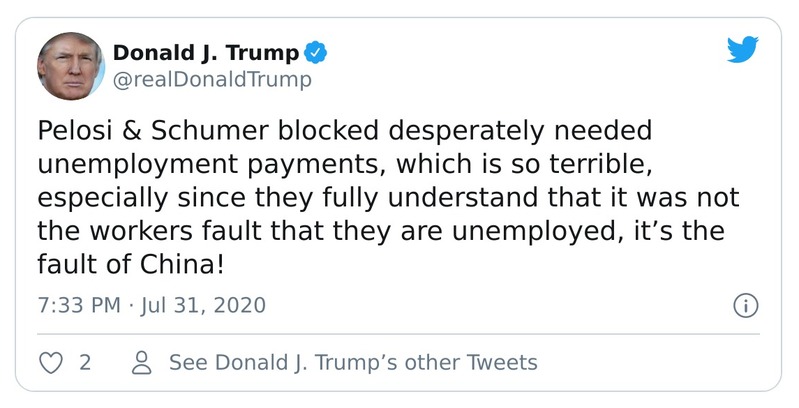 Donald J. Trump
@realDonaldTrump
Pelosi & Schumer blocked desperately needed
unemployment payments, which is so terrible,
especially since they fully understand that it was not
the workers fault that they are unemployed, it’s the
fault of China!
7:33 PM · Jul 31, 2020
2 See Donald J. Trump’s other Tweets